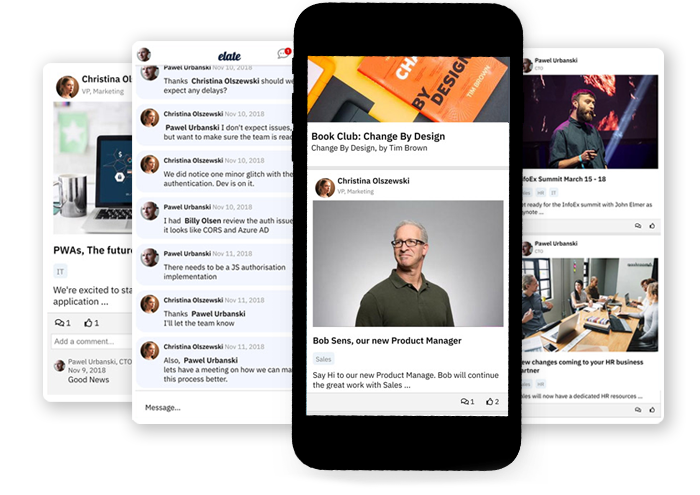 Christina Ols
VP, Marketing
PWAs, The futur
IT
We're excited to sta
application ...
1
1
Add a comment...
Pawel Urbanski, CTO
Nov 9, 2018
Good News
elate
Pawel Urbanski Nov 10, 2018
Thanks Christina Olszewski should we
expect any delays?
Christina Olszewski Nov 10, 2018
Pawel Urbanski I don't expect issues,
but want to make sure the team is read
Christina Olszewski Nov 10, 2018
We did notice one minor glitch with the
authentication. Dev is on it.
Pawel Urbanski Nov 10, 2018
I had Billy Olsen review the auth issue
it looks like CORS and Azure AD
Pawel Urbanski Nov 11, 2018
There needs to be a JS authorisation
implementation
Christina Olszewski Nov 11, 2018
Thanks Pawel Urbanski
I'll let the team know
Christina Olszewski Nov 11, 2018
Also, Pawel Urbanski
lets have a meeting on how we can ma
this process better.
Message...
CHA
BY
DESIGN
TIM BROWN
Book Club: Change By Design
Change By Design, by Tim Brown
Christina Olszewski
VP, Marketing
Bob Sens, our new Product Manager
Sales
Say Hi to our new Product Manage. Bob will continue
the great work with Sales ...
1
2
Pawel Urbanski
CTO
nfoEx Summit March 15 - 18
HR
IT
et ready for the InfoEx summit with John Elmer as
eynote ...
Pawel Urbanski
CTO
ew changes coming to your HR business
artner
HR
ales will now have a dedicated HR resources ...